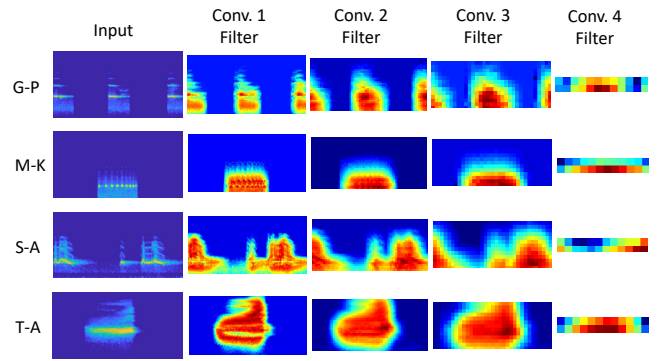 Input
Conv. 1 Filter
Conv. 2 Filter
Conv. 3 Filter
Conv. 4 Filter
G-P
M-K
S-A
T-A